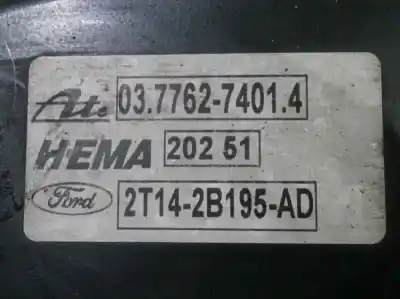 Ate 03.7762-7401.4
HEMA 202 51
Ford 2T14-2B195-AD